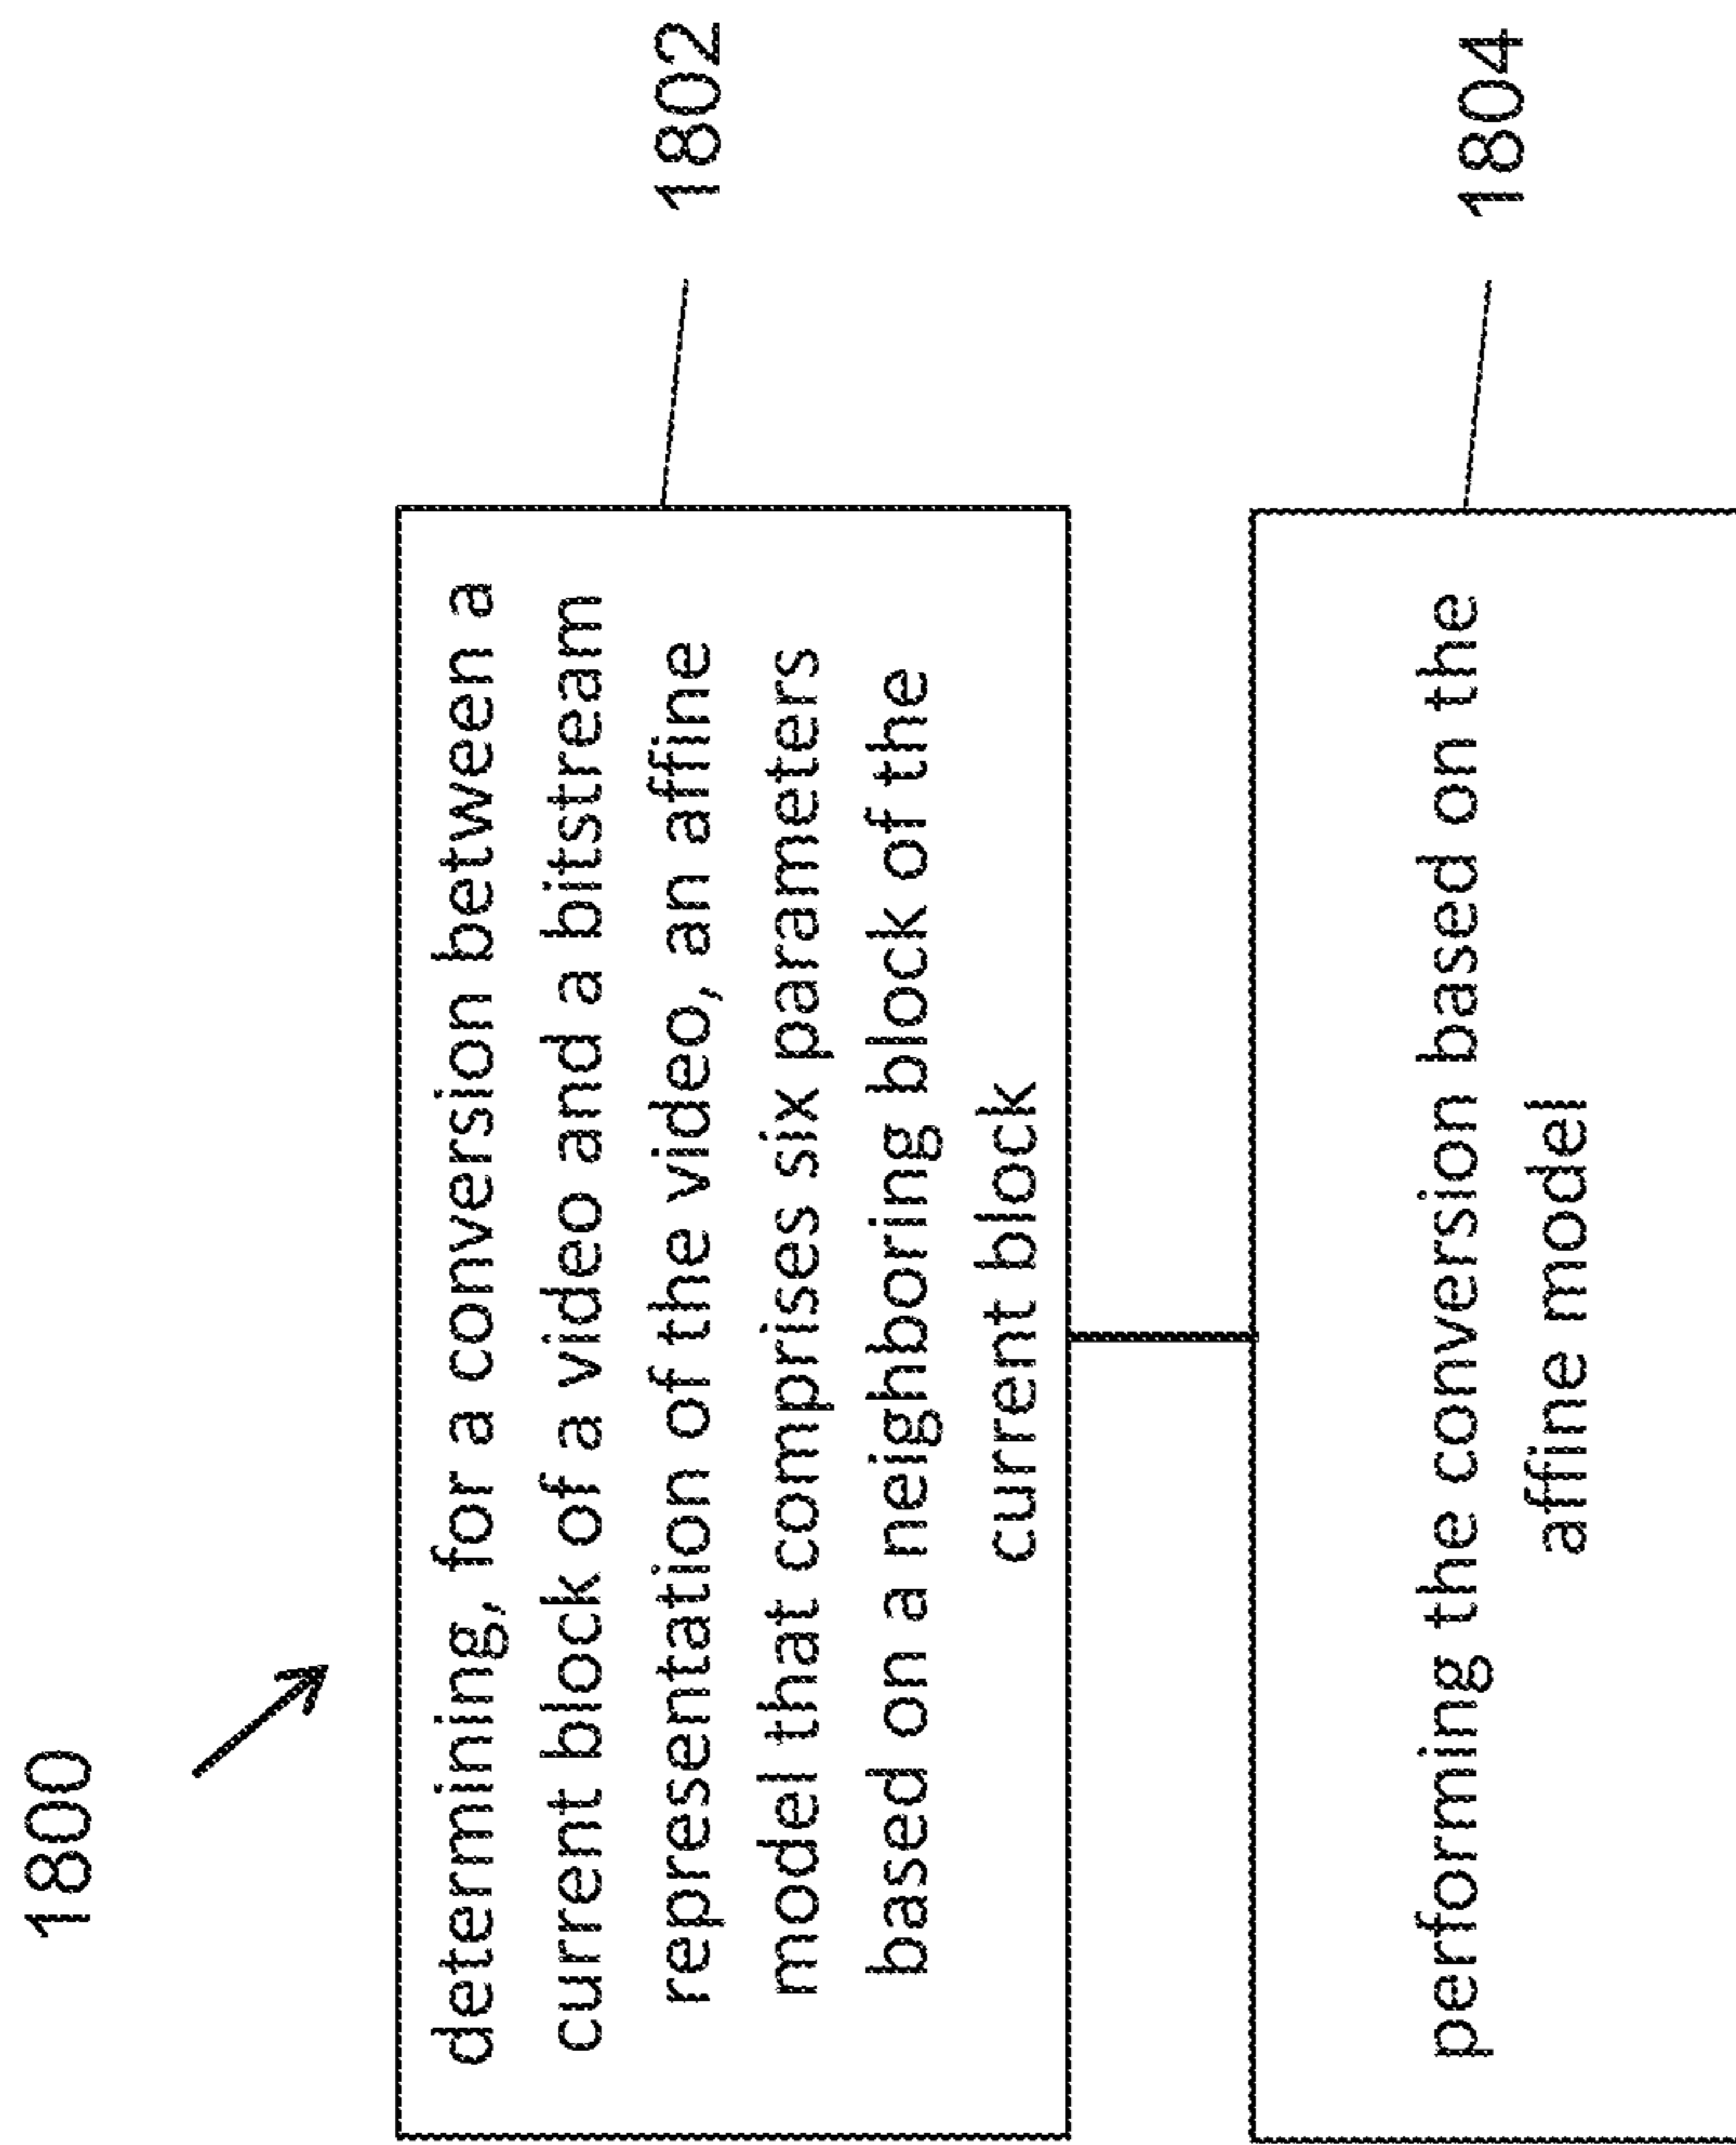 1800
determining, for a conversion between a
current block of a video and a bitstream
representation of the video, an affine
model that comprises six parameters
based on a neighboring block of the
current block
1802
performing the conversion based on the
affine model
1804